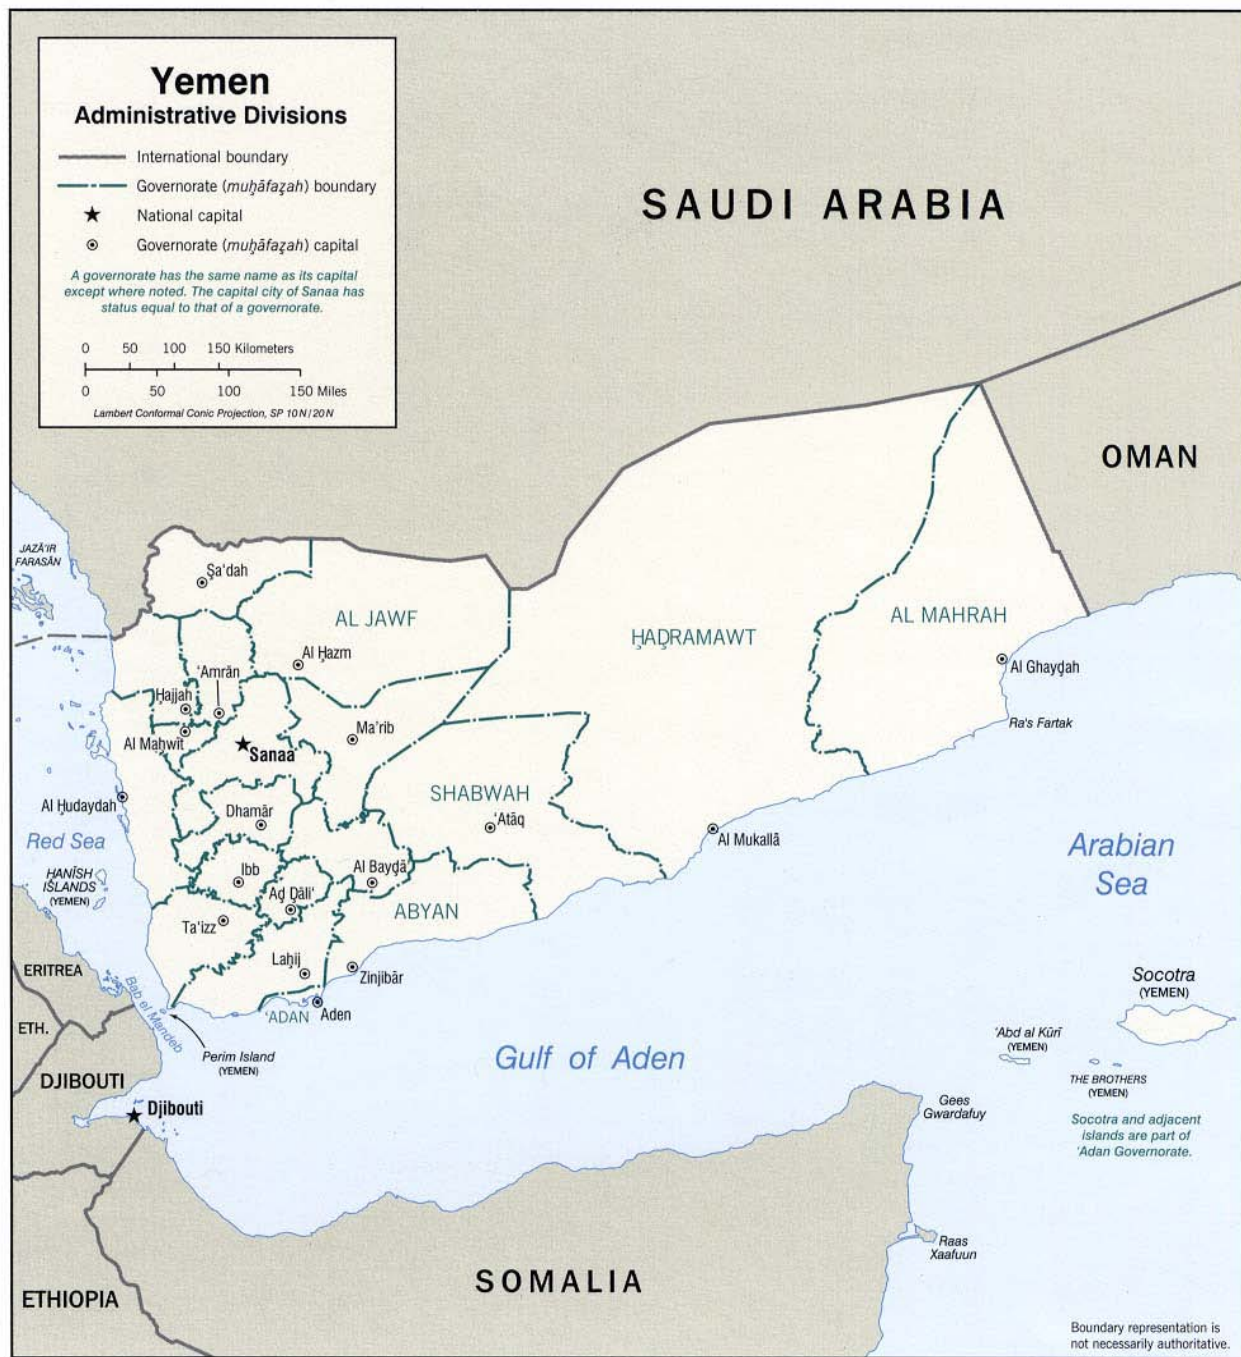 Yemen
Administrative Divisions
International boundary
Governorate (muḩāfaz̧ah) boundary
National capital
Governorate (muḩāfaz̧ah) capital
A governorate has the same name as its capital
except where noted. The capital city of Sanaa has
status equal to that of a governorate.
0 50 100 150 Kilometers
0 50 100 150 Miles
Lambert Conformal Conic Projection, SP 10 N / 20 N
SAUDI ARABIA
OMAN
JAZĀ'IR
FARASĀN
Şa'dah
AL JAWF
ḨAḐRAMAWT
AL MAHRAH
Al Ḩazm
'Amrān
Ḩajjah
Al Ghayḑah
Ra's Fartak
Ma'rib
Al Maḩwīt
Sanaa
SHABWAH
Al Ḩudaydah
Dhamār
'Atāq
Al Mukallā
Red Sea
Arabian
Sea
ḨANĪSH
ISLANDS
(YEMEN)
Ibb
Al Bayḑā
Aḑ Ḑāli'
ABYAN
Ta'izz
Laḩij
Zinjibār
ERITREA
Socotra
(YEMEN)
Bab el Mandeb
'ADAN
Aden
ETH.
Perim Island
(YEMEN)
Gulf of Aden
'Abd al Kūrī
(YEMEN)
THE BROTHERS
(YEMEN)
DJIBOUTI
Djibouti
Gees
Gwardafuy
Socotra and adjacent
islands are part of
'Adan Governorate.
Raas
Xaafuun
SOMALIA
ETHIOPIA
Boundary representation is
not necessarily authoritative.